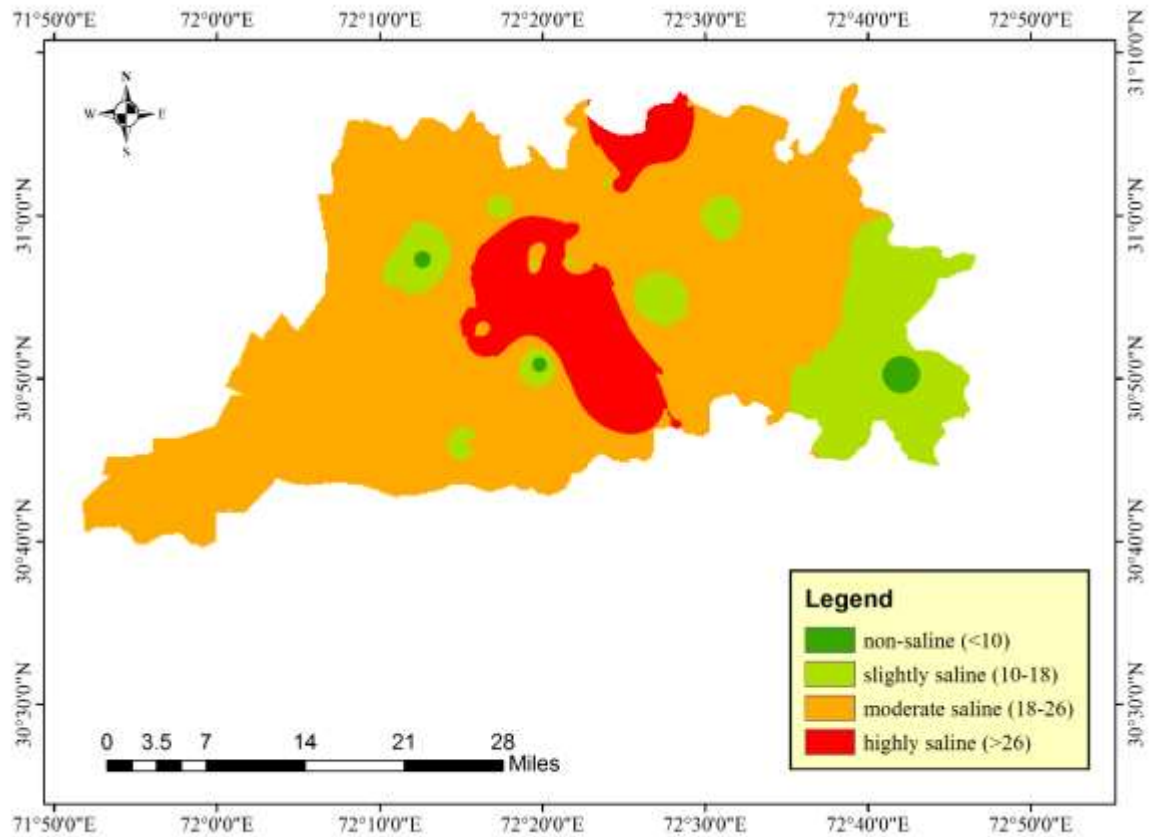 71°50'0"E 72°0'0"E 72°10'0"E 72°20'0"E 72°30'0"E 72°40'0"E 72°50'0"E
31°10'0"N
31°0'0"N
30°50'0"N
30°40'0"N
30°30'0"N
N
W E
S
31°10'0"N
31°0'0"N
30°50'0"N
30°40'0"N
30°30'0"N
Legend
non-saline (<10)
slightly saline (10-18)
moderate saline (18-26)
highly saline (>26)
0 3.5 7 14 21 28
Miles
71°50'0"E 72°0'0"E 72°10'0"E 72°20'0"E 72°30'0"E 72°40'0"E 72°50'0"E